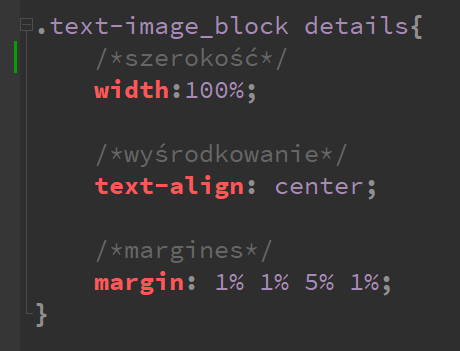 .text-image_block details{
/*szerokość*/
width:100%;
/*wyśrodkowanie*/
text-align: center;
/*margines*/
margin: 1% 1% 5% 1%;
}